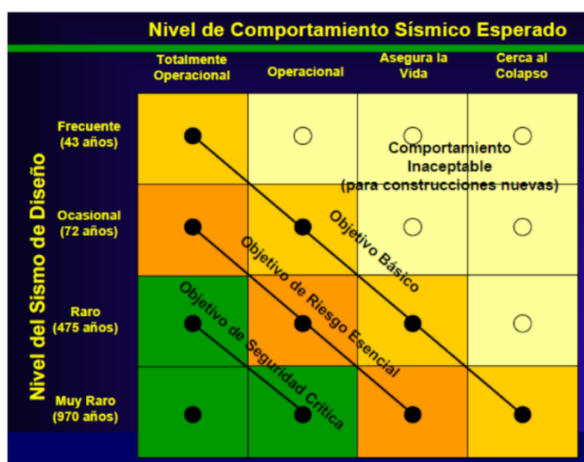 Nivel de Comportamiento Sísmico Esperado
Totalmente
Operacional
Operacional
Asegura la
Vida
Cerca al
Colapso
Nivel del Sismo de Diseño
Frecuente
(43 años)
Comportamiento
Inaceptable
(para construcciones nuevas)
Ocasional
(72 años)
Objetivo Básico
Objetivo de Riesgo Esencial
Objetivo de Seguridad Crítica
Raro
(475 años)
Muy Raro
(970 años)